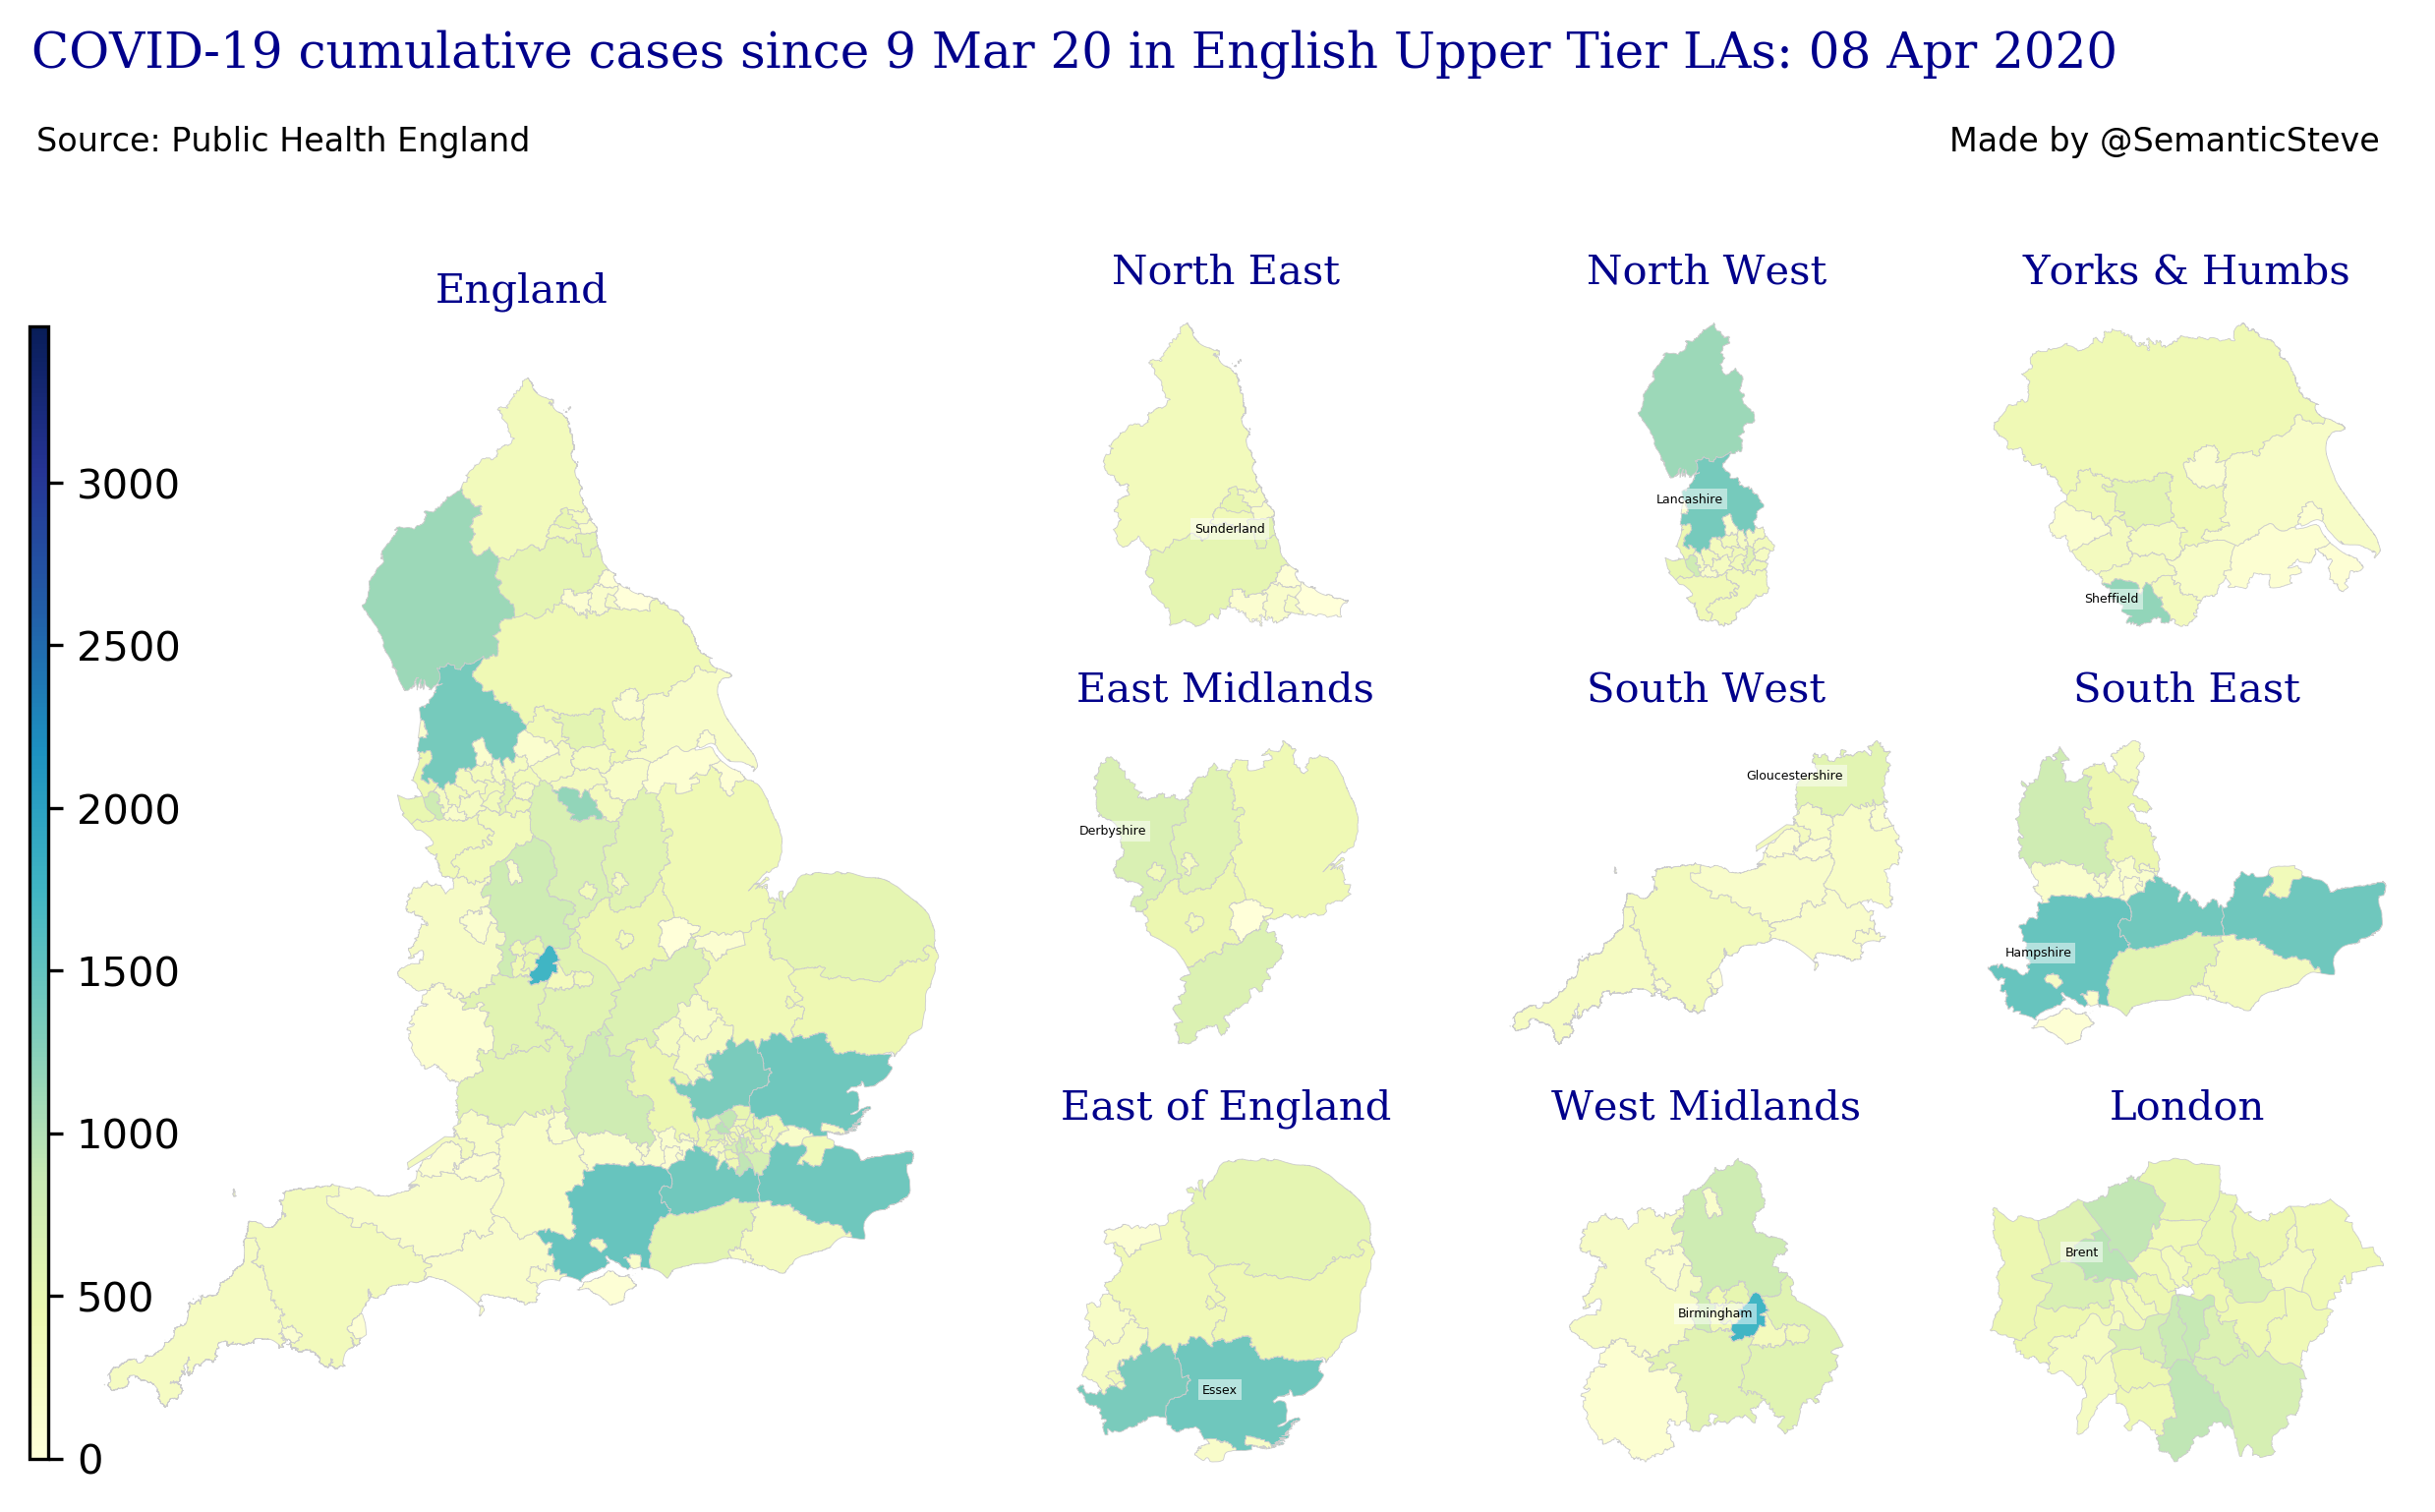 COVID-19 cumulative cases since 9 Mar 20 in English Upper Tier LAs: 08 Apr 2020
Source: Public Health England
Made by @SemanticSteve
England
North East
North West
Yorks & Humbs
3000
2500
2000
1500
1000
500
0
Sunderland
Lancashire
Sheffield
East Midlands
South West
South East
Derbyshire
Gloucestershire
Hampshire
East of England
West Midlands
London
Essex
Birmingham
Brent